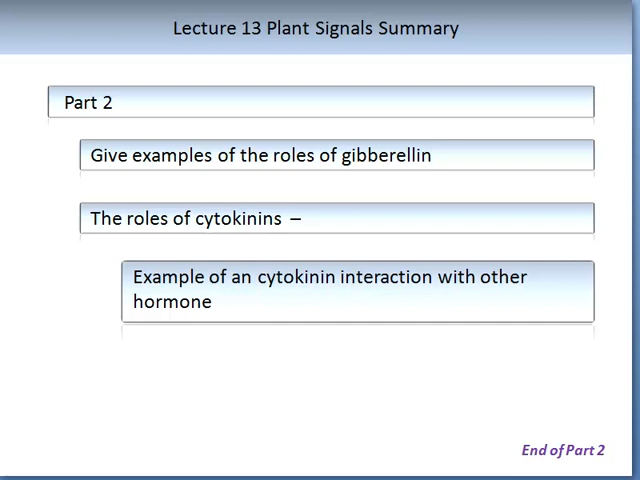 Lecture 13 Plant Signals Summary
Part 2
Give examples of the roles of gibberellin
The roles of cytokinins –
Example of an cytokinin interaction with other
hormone
End of Part 2